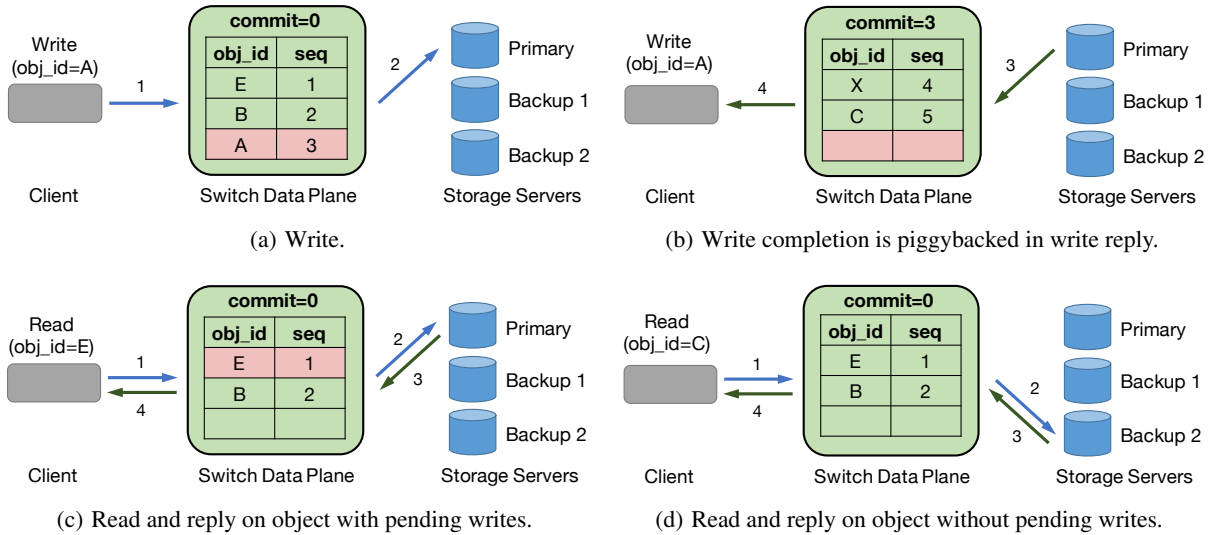 commit=0
Write
(obj_id=A)
obj_id seq
E 1
B 2
A 3
1
2
Primary
Backup 1
Backup 2
Client
Switch Data Plane
Storage Servers
(a) Write.
commit=3
Write
(obj_id=A)
obj_id seq
X 4
C 5
3
4
Primary
Backup 1
Backup 2
Client
Switch Data Plane
Storage Servers
(b) Write completion is piggybacked in write reply.
commit=0
Read
(obj_id=E)
obj_id seq
E 1
B 2
1
2
3
4
Primary
Backup 1
Backup 2
Client
Switch Data Plane
Storage Servers
(c) Read and reply on object with pending writes.
commit=0
Read
(obj_id=C)
obj_id seq
E 1
B 2
1
2
3
4
Primary
Backup 1
Backup 2
Client
Switch Data Plane
Storage Servers
(d) Read and reply on object without pending writes.